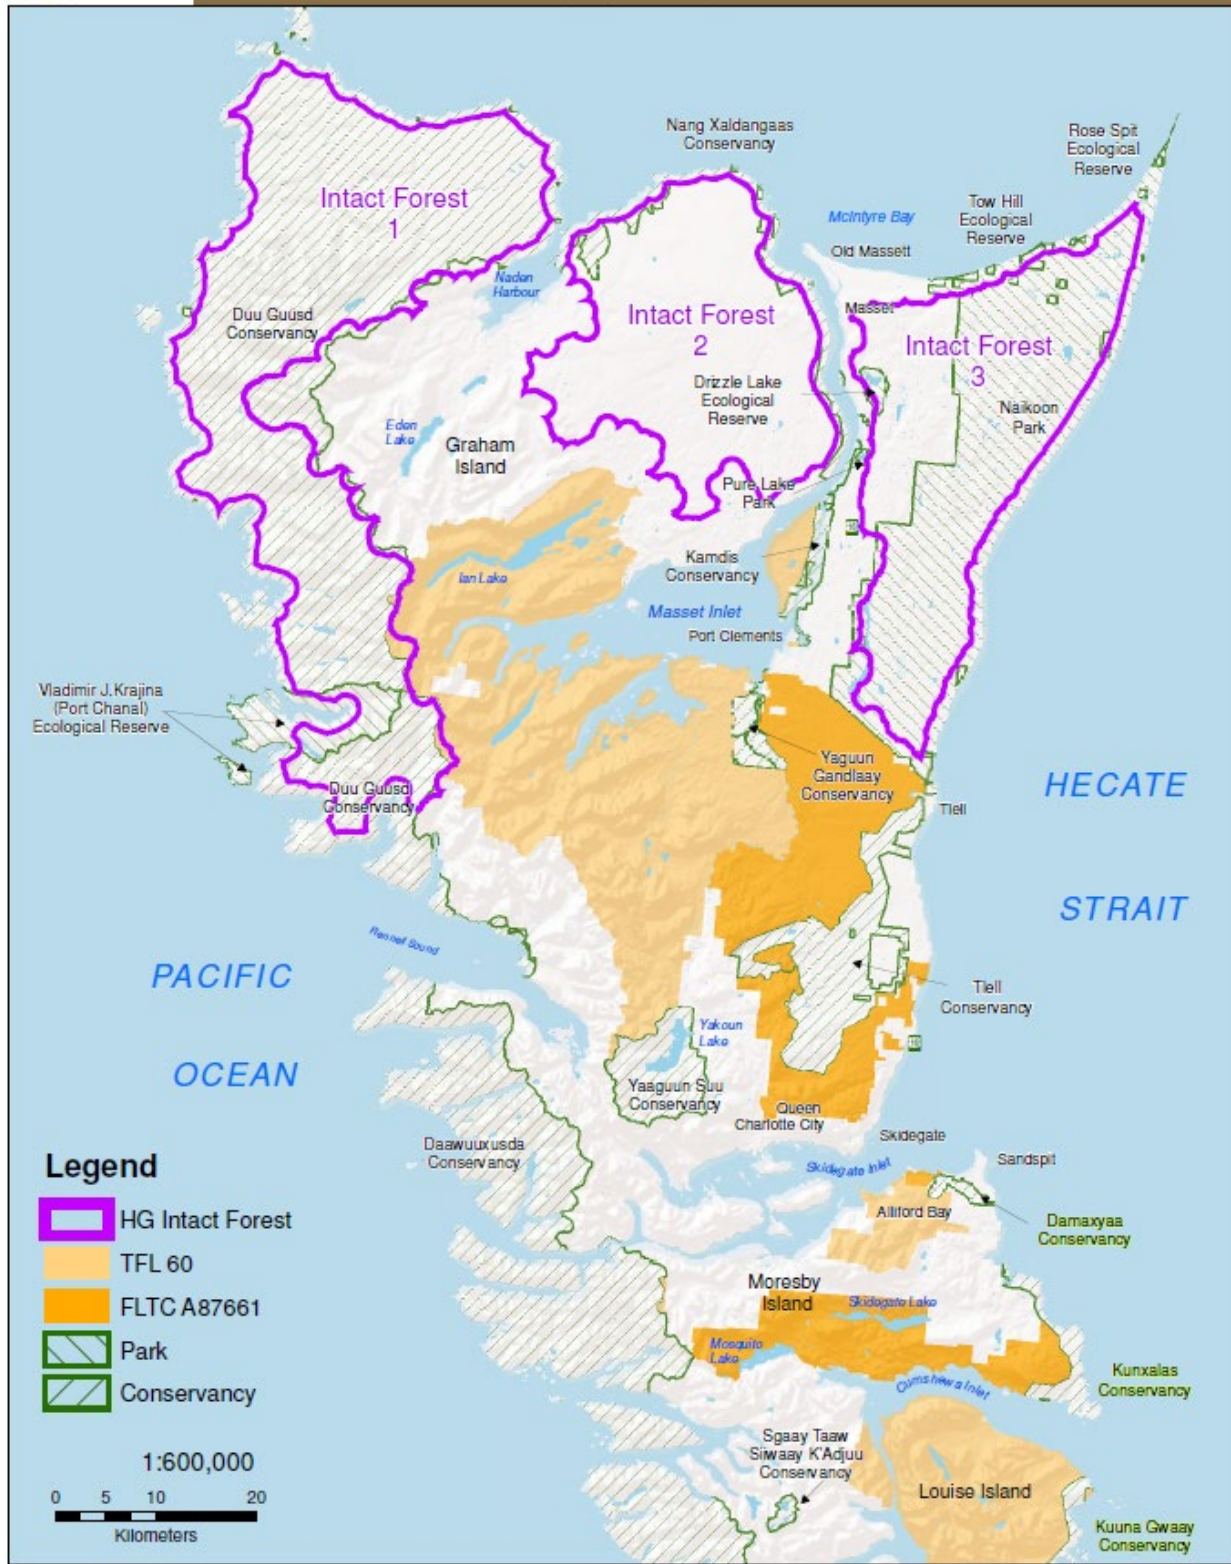 Nang Xaldangaas
Conservancy
Rose Spit
Ecological
Reserve
Tow Hill
Ecological
Reserve
McIntyre Bay
Old Massett
Intact Forest
1
Naden
Harbour
Duu Guusd
Conservancy
Intact Forest
2
Masset
Intact Forest
3
Drizzle Lake
Ecological
Reserve
Naikoon
Park
Eden
Lake
Graham
Island
Pure Lake
Park
Kamdis
Conservancy
Ian Lake
Masset Inlet
Port Clements
Vladimir J.Krajina
(Port Chanal)
Ecological Reserve
Yaguun
Gandlaay
Conservancy
Duu Guusd
Conservancy
Tlell
HECATE
STRAIT
Rennell Sound
PACIFIC
OCEAN
Tlell
Conservancy
Yakoun
Lake
Yaaguun Suu
Conservancy
Queen
Charlotte City
Skidegate
Daawuuxusda
Conservancy
Skidegate Inlet
Sandspit
Alliford Bay
Damaxyaa
Conservancy
Moresby
Island
Skidegate Lake
Mosquito
Lake
Cumshewa Inlet
Kunxalas
Conservancy
Sgaay Taaw
Siiwaay K'Adjuu
Conservancy
Louise Island
Kuuna Gwaay
Conservancy
Legend
HG Intact Forest
TFL 60
FLTC A87661
Park
Conservancy
1:600,000
0 5 10 20
Kilometers